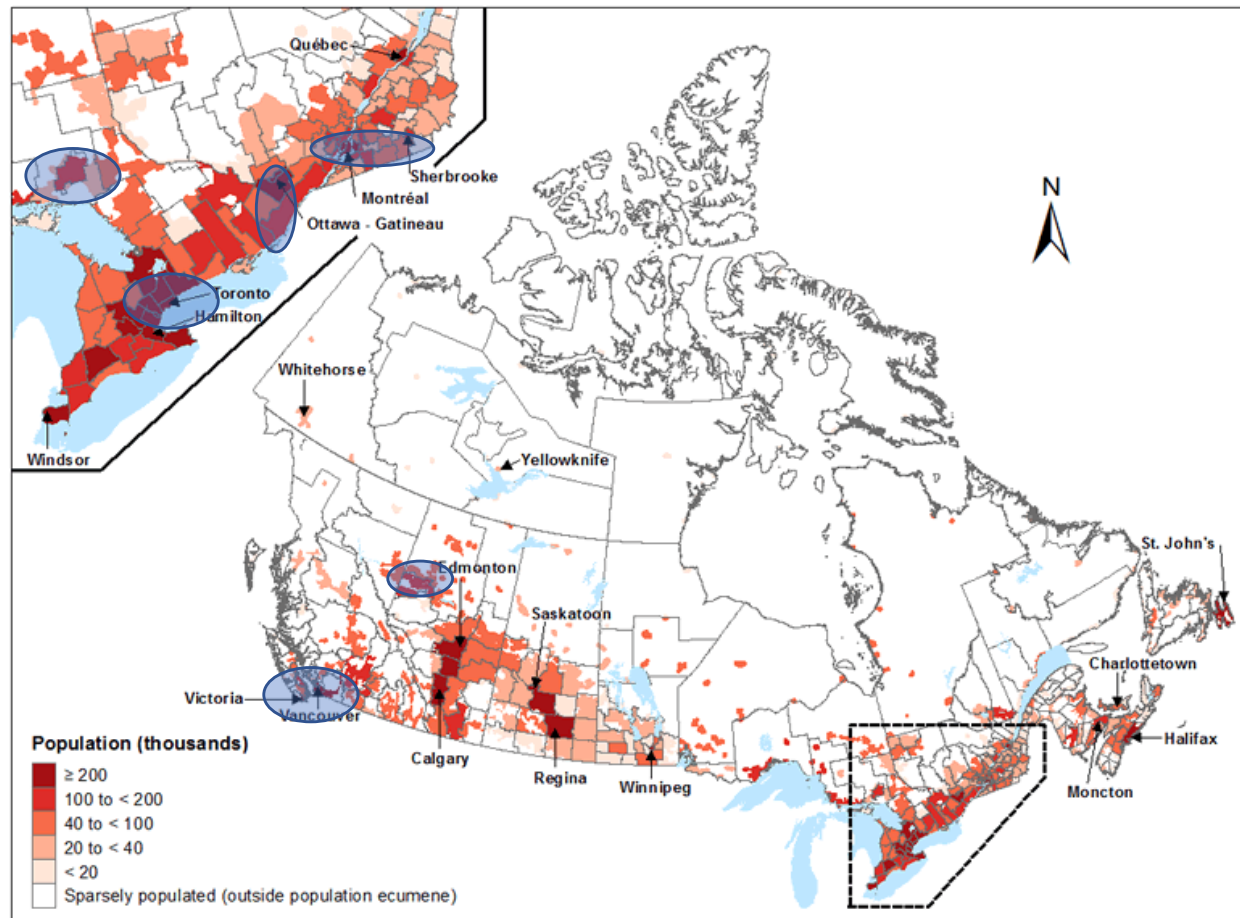 Québec
Sherbrooke
Montréal
Ottawa - Gatineau
Toronto
Hamilton
Windsor
N
Whitehorse
Yellowknife
St. John's
Edmonton
Saskatoon
Charlottetown
Victoria
Vancouver
Halifax
Calgary
Regina
Winnipeg
Moncton
Population (thousands)
≥ 200
100 to < 200
40 to < 100
20 to < 40
< 20
Sparsely populated (outside population ecumene)